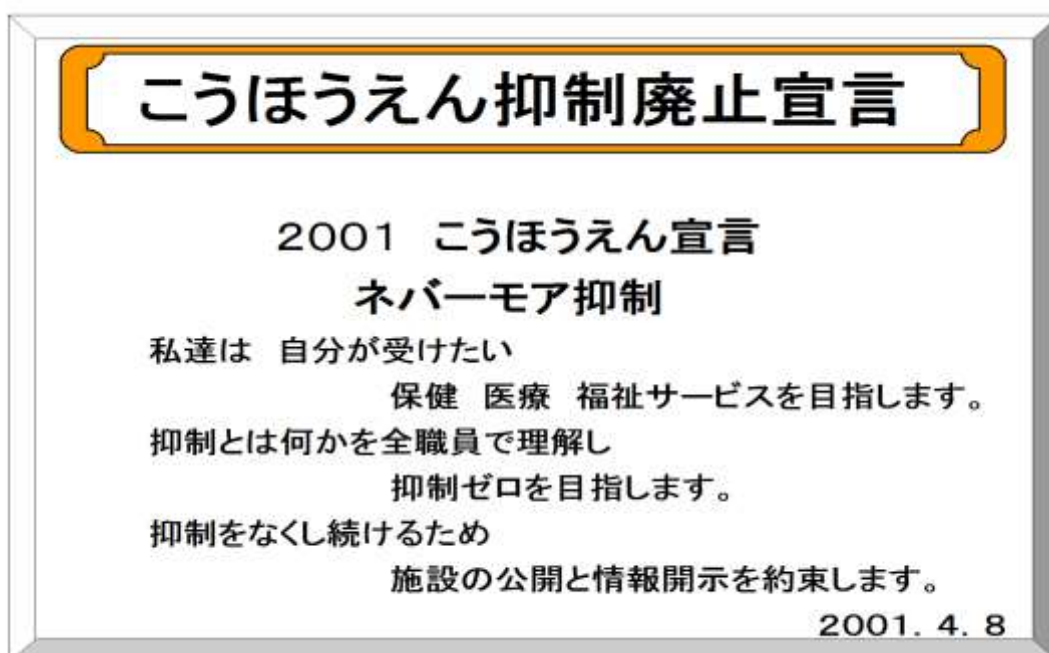 こうほうえん抑制廃止宣言
2001　こうほうえん宣言
ネバーモア抑制
私達は　自分が受けたい
保健　医療　福祉サービスを目指します。
抑制とは何かを全職員で理解し
抑制ゼロを目指します。
抑制をなくし続けるため
施設の公開と情報開示を約束します。
2001. 4. 8